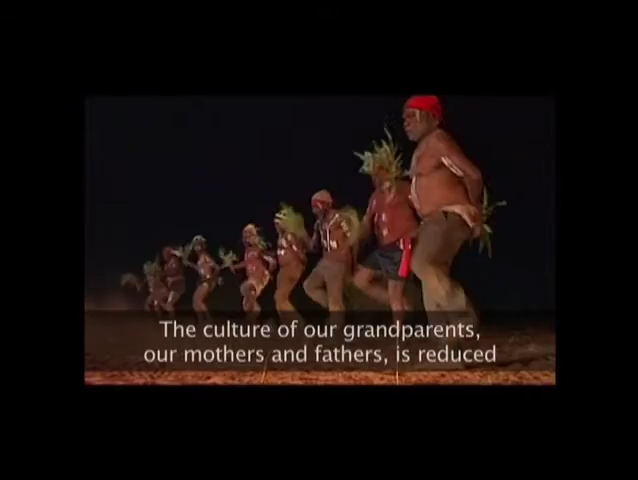 The culture of our grandparents,
our mothers and fathers, is reduced